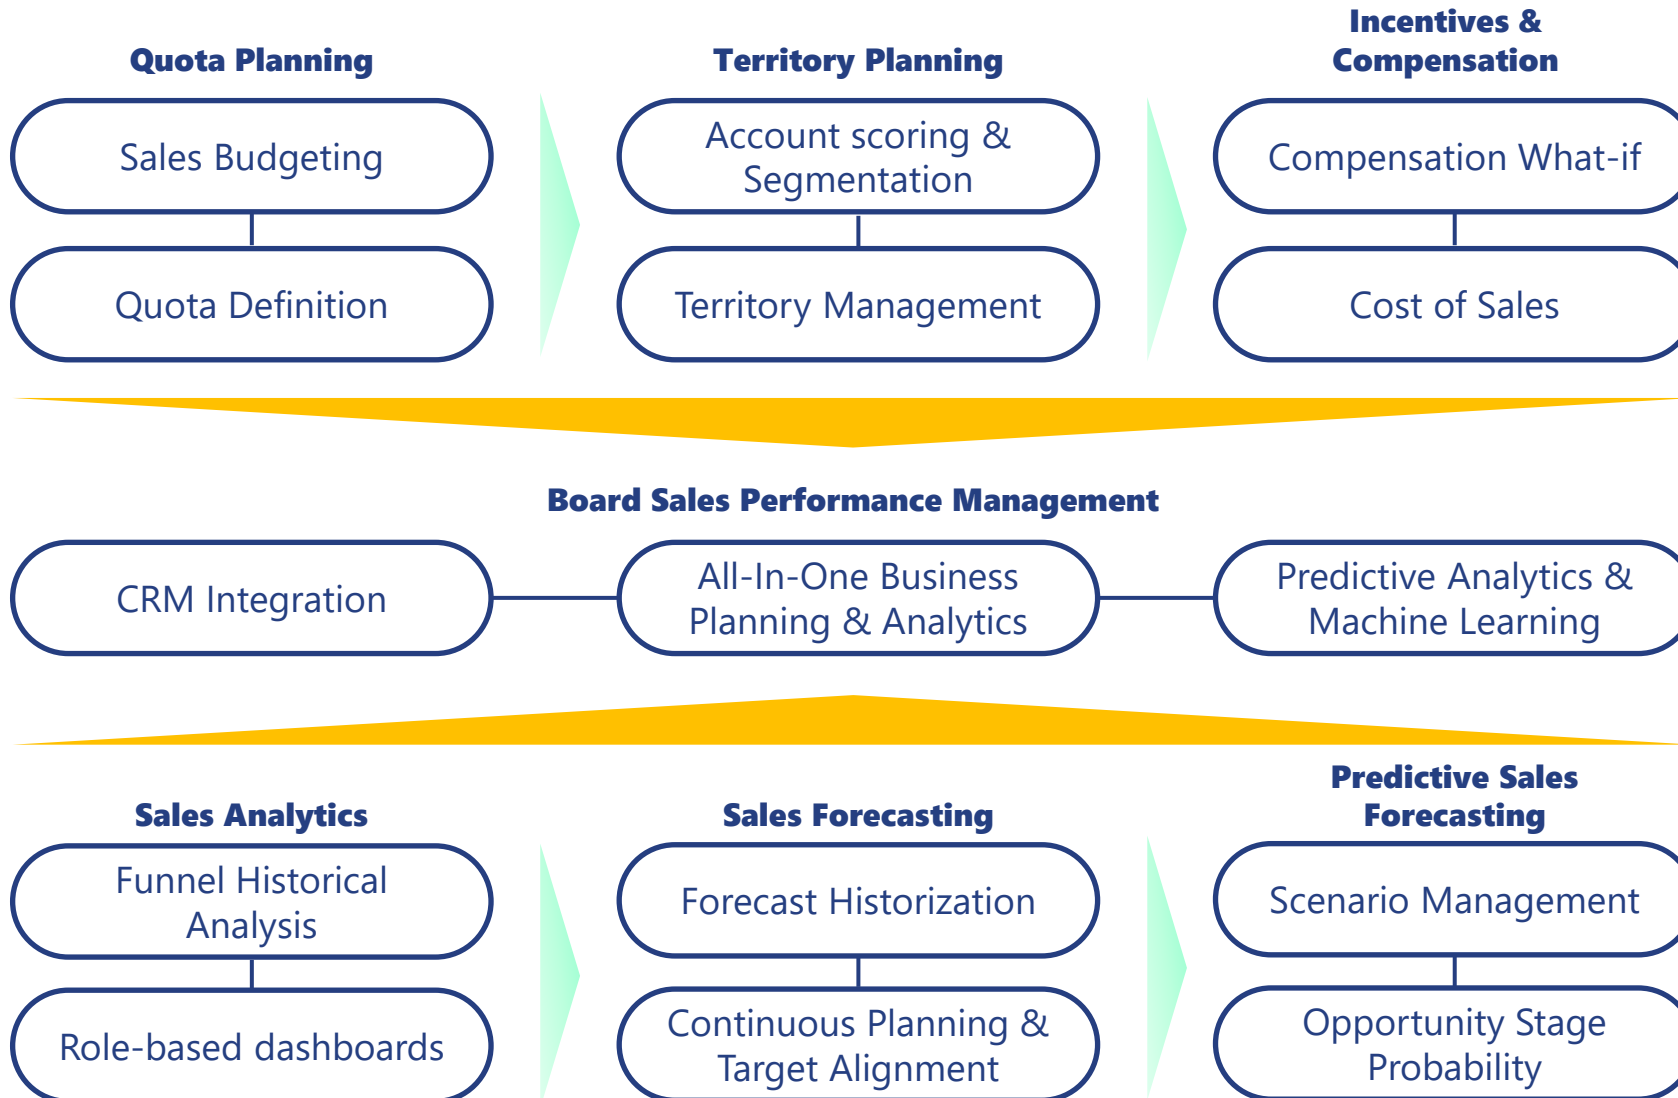 Quota Planning
Sales Budgeting
Quota Definition
Territory Planning
Account scoring &
Segmentation
Territory Management
Incentives &
Compensation
Compensation What-if
Cost of Sales
Board Sales Performance Management
CRM Integration
All-In-One Business
Planning & Analytics
Predictive Analytics &
Machine Learning
Sales Analytics
Funnel Historical
Analysis
Role-based dashboards
Sales Forecasting
Forecast Historization
Continuous Planning &
Target Alignment
Predictive Sales
Forecasting
Scenario Management
Opportunity Stage
Probability